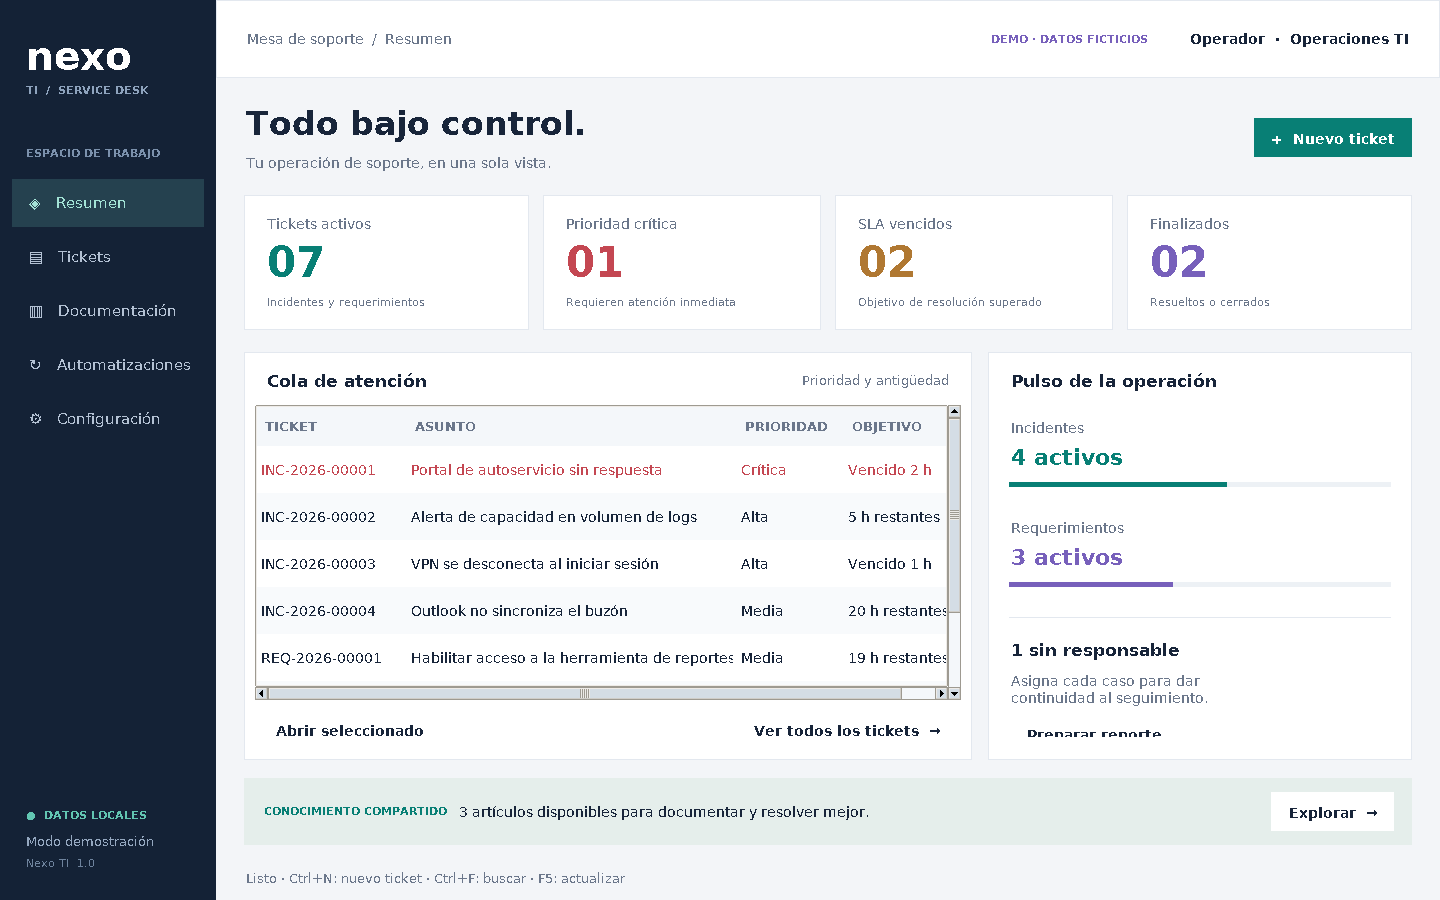 nexo
TI / SERVICE DESK
ESPACIO DE TRABAJO
Resumen
Tickets
Documentación
Automatizaciones
Configuración
DATOS LOCALES
Modo demostración
Nexo TI 1.0
Mesa de soporte / Resumen
DEMO · DATOS FICTICIOS
Operador · Operaciones TI
Todo bajo control.
Tu operación de soporte, en una sola vista.
+ Nuevo ticket
Tickets activos
07
Incidentes y requerimientos
Prioridad crítica
01
Requieren atención inmediata
SLA vencidos
02
Objetivo de resolución superado
Finalizados
02
Resueltos o cerrados
Cola de atención
Prioridad y antigüedad
TICKET ASUNTO PRIORIDAD OBJETIVO
INC-2026-00001 Portal de autoservicio sin respuesta Crítica Vencido 2 h
INC-2026-00002 Alerta de capacidad en volumen de logs Alta 5 h restantes
INC-2026-00003 VPN se desconecta al iniciar sesión Alta Vencido 1 h
INC-2026-00004 Outlook no sincroniza el buzón Media 20 h restantes
REQ-2026-00001 Habilitar acceso a la herramienta de reportes Media 19 h restantes
Abrir seleccionado
Ver todos los tickets →
Pulso de la operación
Incidentes
4 activos
Requerimientos
3 activos
1 sin responsable
Asigna cada caso para dar
continuidad al seguimiento.
Preparar reporte
CONOCIMIENTO COMPARTIDO 3 artículos disponibles para documentar y resolver mejor.
Explorar →
Listo · Ctrl+N: nuevo ticket · Ctrl+F: buscar · F5: actualizar